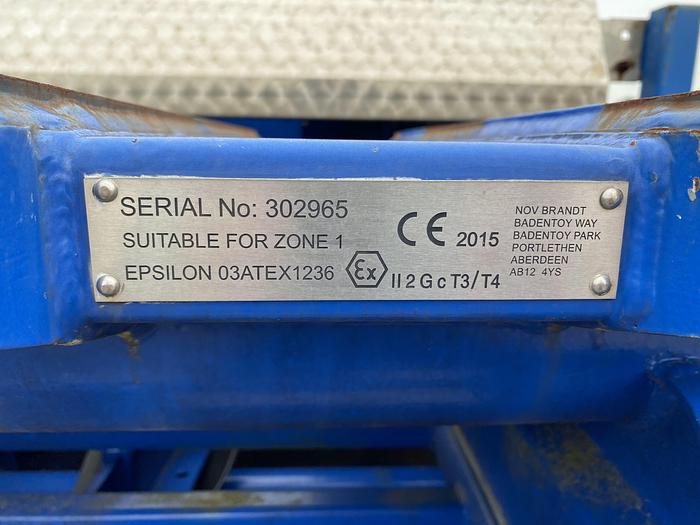 SERIAL No: 302965
SUITABLE FOR ZONE 1
EPSILON 03ATEX1236
Ex II 2 G c T3/T4
CE 2015
NOV BRANDT
BADENTOY WAY
BADENTOY PARK
PORTLETHEN
ABERDEEN
AB12 4YS